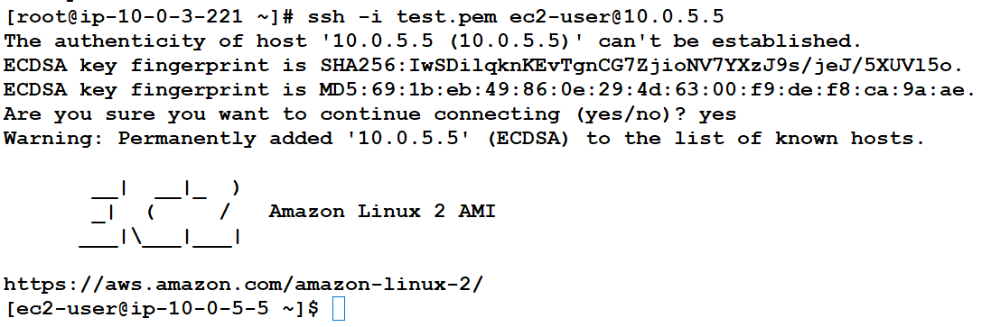 [root@ip-10-0-3-221 ~]# ssh -i test.pem ec2-user@10.0.5.5
The authenticity of host '10.0.5.5 (10.0.5.5)' can't be established.
ECDSA key fingerprint is SHA256:IwSDilqknKEvTgnCG7ZjioNV7YXzJ9s/jeJ/5XUVl5o.
ECDSA key fingerprint is MD5:69:1b:eb:49:86:0e:29:4d:63:00:f9:de:f8:ca:9a:ae.
Are you sure you want to continue connecting (yes/no)? yes
Warning: Permanently added '10.0.5.5' (ECDSA) to the list of known hosts.

       __|  __|_  )
       _|  (     /   Amazon Linux 2 AMI
      ___|\___|___|

https://aws.amazon.com/amazon-linux-2/
[ec2-user@ip-10-0-5-5 ~]$